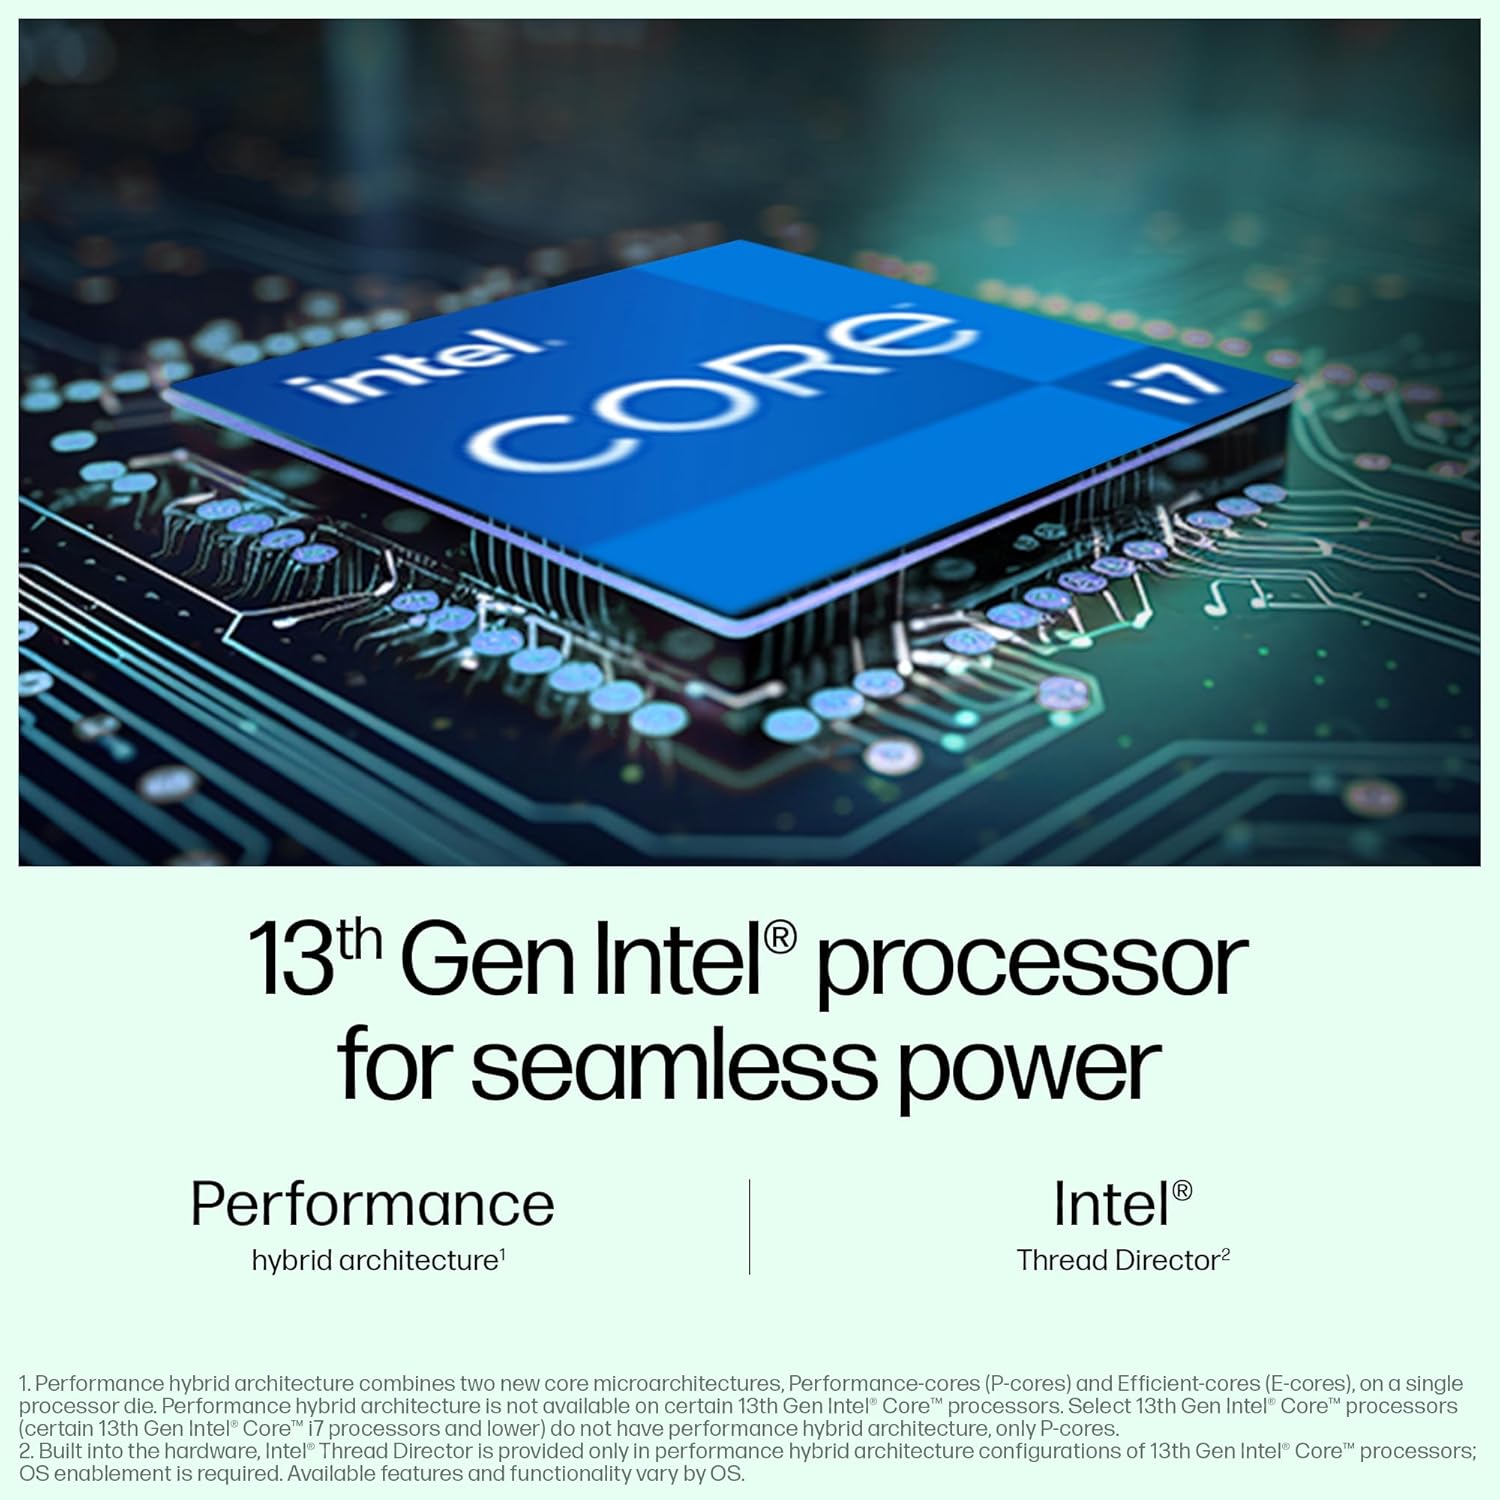 intel.
CORe
i7
13th Gen Intel® processor
for seamless power
Performance
hybrid architecture1
Intel®
Thread Director2
1. Performance hybrid architecture combines two new core microarchitectures, Performance-cores (P-cores) and Efficient-cores (E-cores), on a single
processor die. Performance hybrid architecture is not available on certain 13th Gen Intel® Core™ processors. Select 13th Gen Intel® Core™ processors
(certain 13th Gen Intel® Core™ i7 processors and lower) do not have performance hybrid architecture, only P-cores.
2. Built into the hardware, Intel® Thread Director is provided only in performance hybrid architecture configurations of 13th Gen Intel® Core™ processors;
OS enablement is required. Available features and functionality vary by OS.